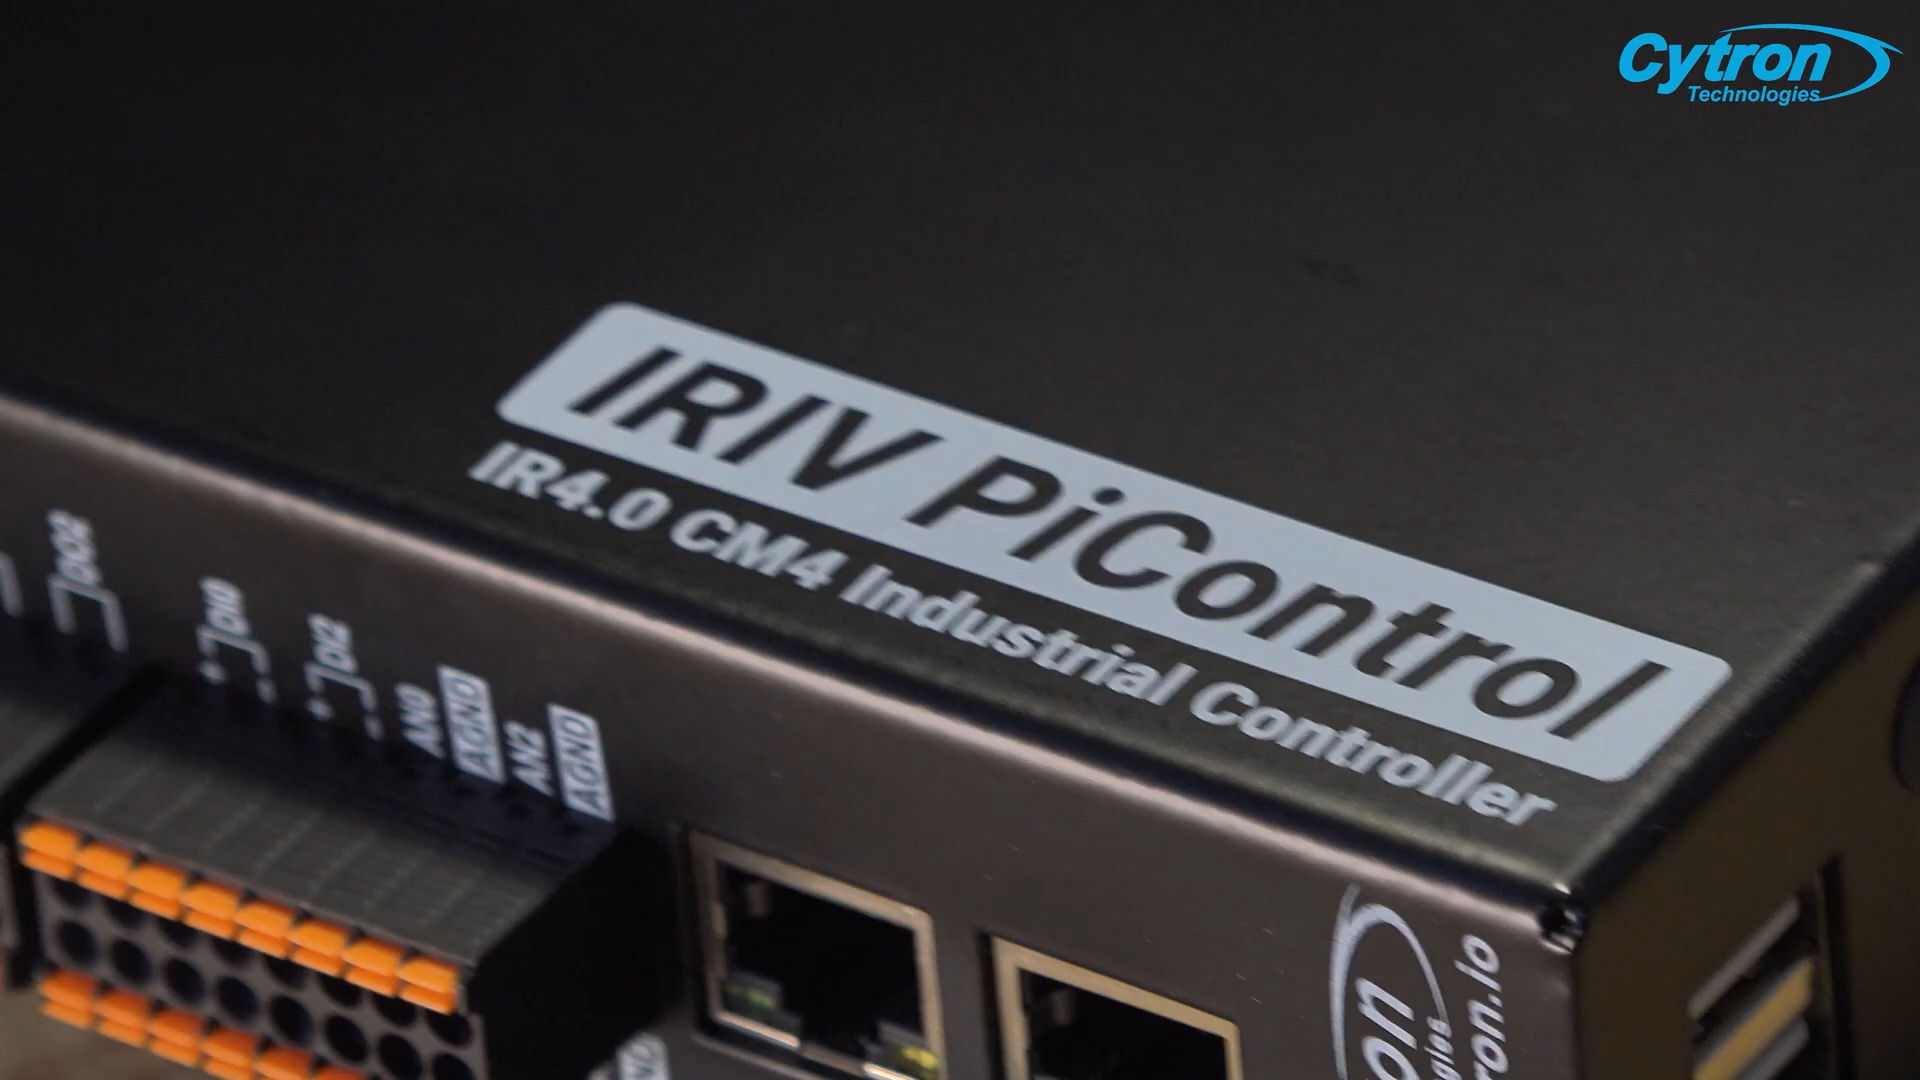 Cytron
Technologies
IRIV PiControl
IR4.0 CM4 Industrial Controller
DO2
DI0
DI2
AN0
AGND
AN2
AGND